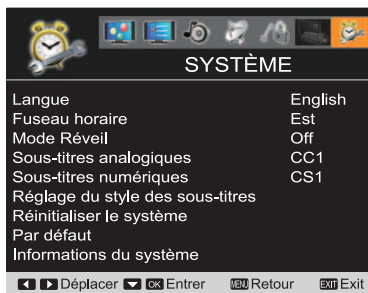 SYSTÈME
Langue English
Fuseau horaire Est
Mode Réveil Off
Sous-titres analogiques CC1
Sous-titres numériques CS1
Réglage du style des sous-titres
Réinitialiser le système
Par défaut
Informations du système
Déplacer OK Entrer MENU Retour EXIT Exit